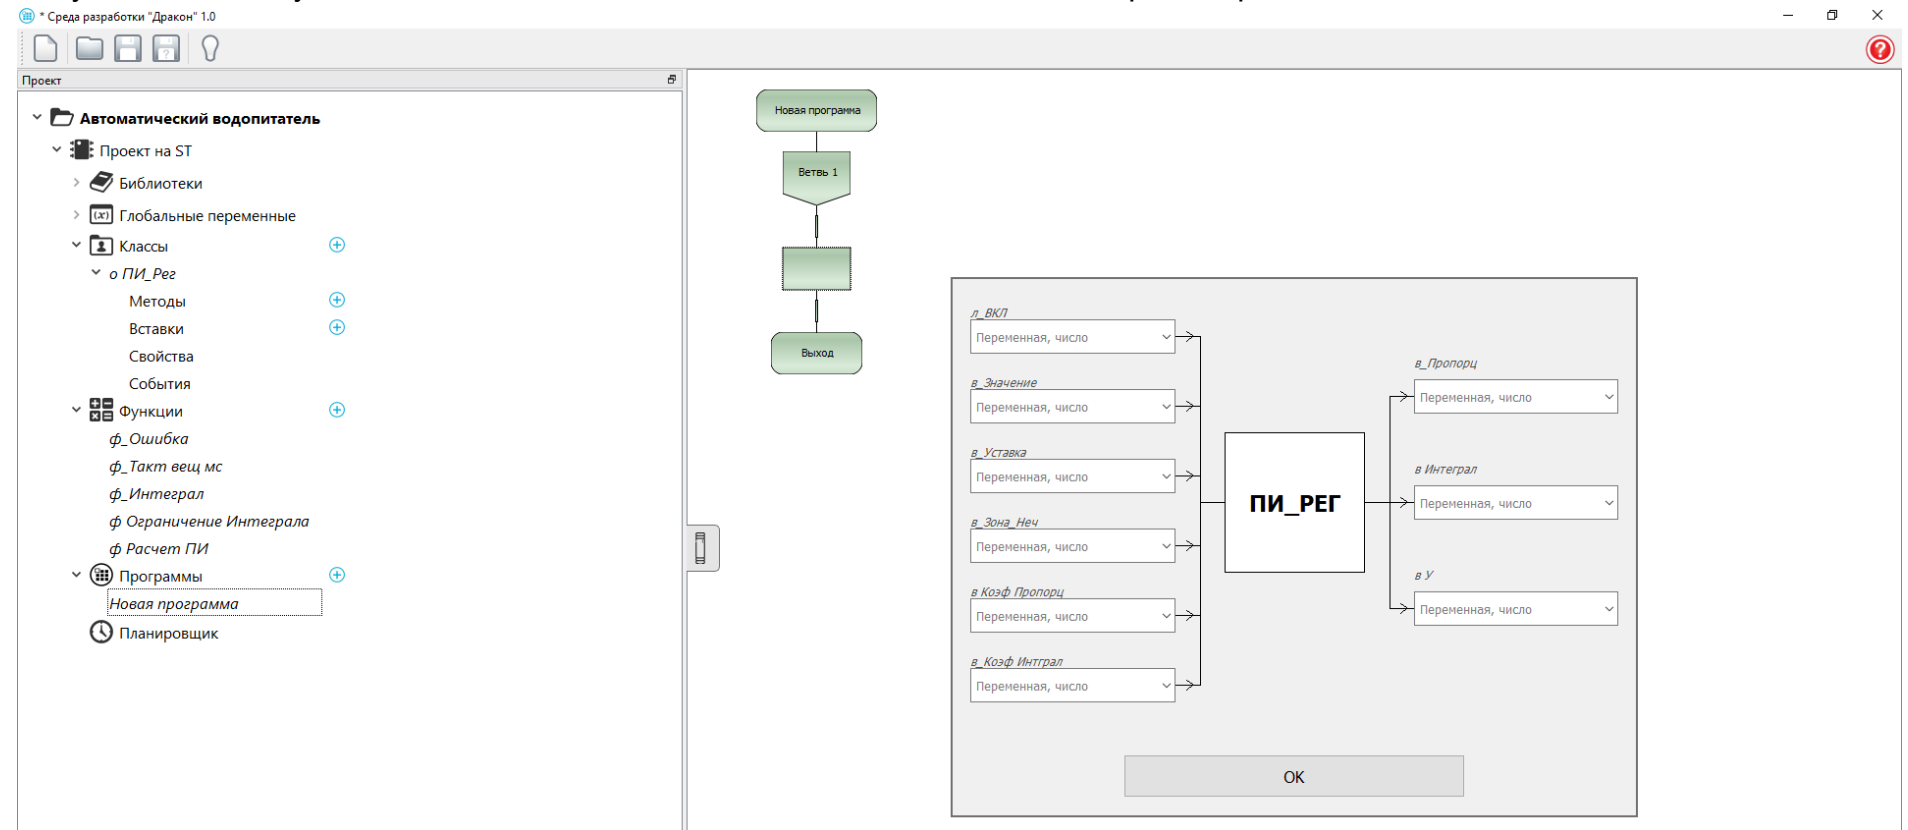 * Среда разработки "Дракон" 1.0
Проект
Автоматический водопитатель
Проект на ST
Библиотеки
(x) Глобальные переменные
Классы
о ПИ_Рег
Методы
Вставки
Свойства
События
Функции
ф_Ошибка
ф_Такт вещ мс
ф_Интеграл
ф Ограничение Интеграла
ф Расчет ПИ
Программы
Новая программа
Планировщик
Новая программа
Ветвь 1
Выход
л_ВКЛ
Переменная, число
в_Значение
Переменная, число
в_Уставка
Переменная, число
в_Зона_Неч
Переменная, число
в Коэф Пропорц
Переменная, число
в_Коэф Интграл
Переменная, число
ПИ_РЕГ
в_Пропорц
Переменная, число
в Интеграл
Переменная, число
в У
Переменная, число
ОК